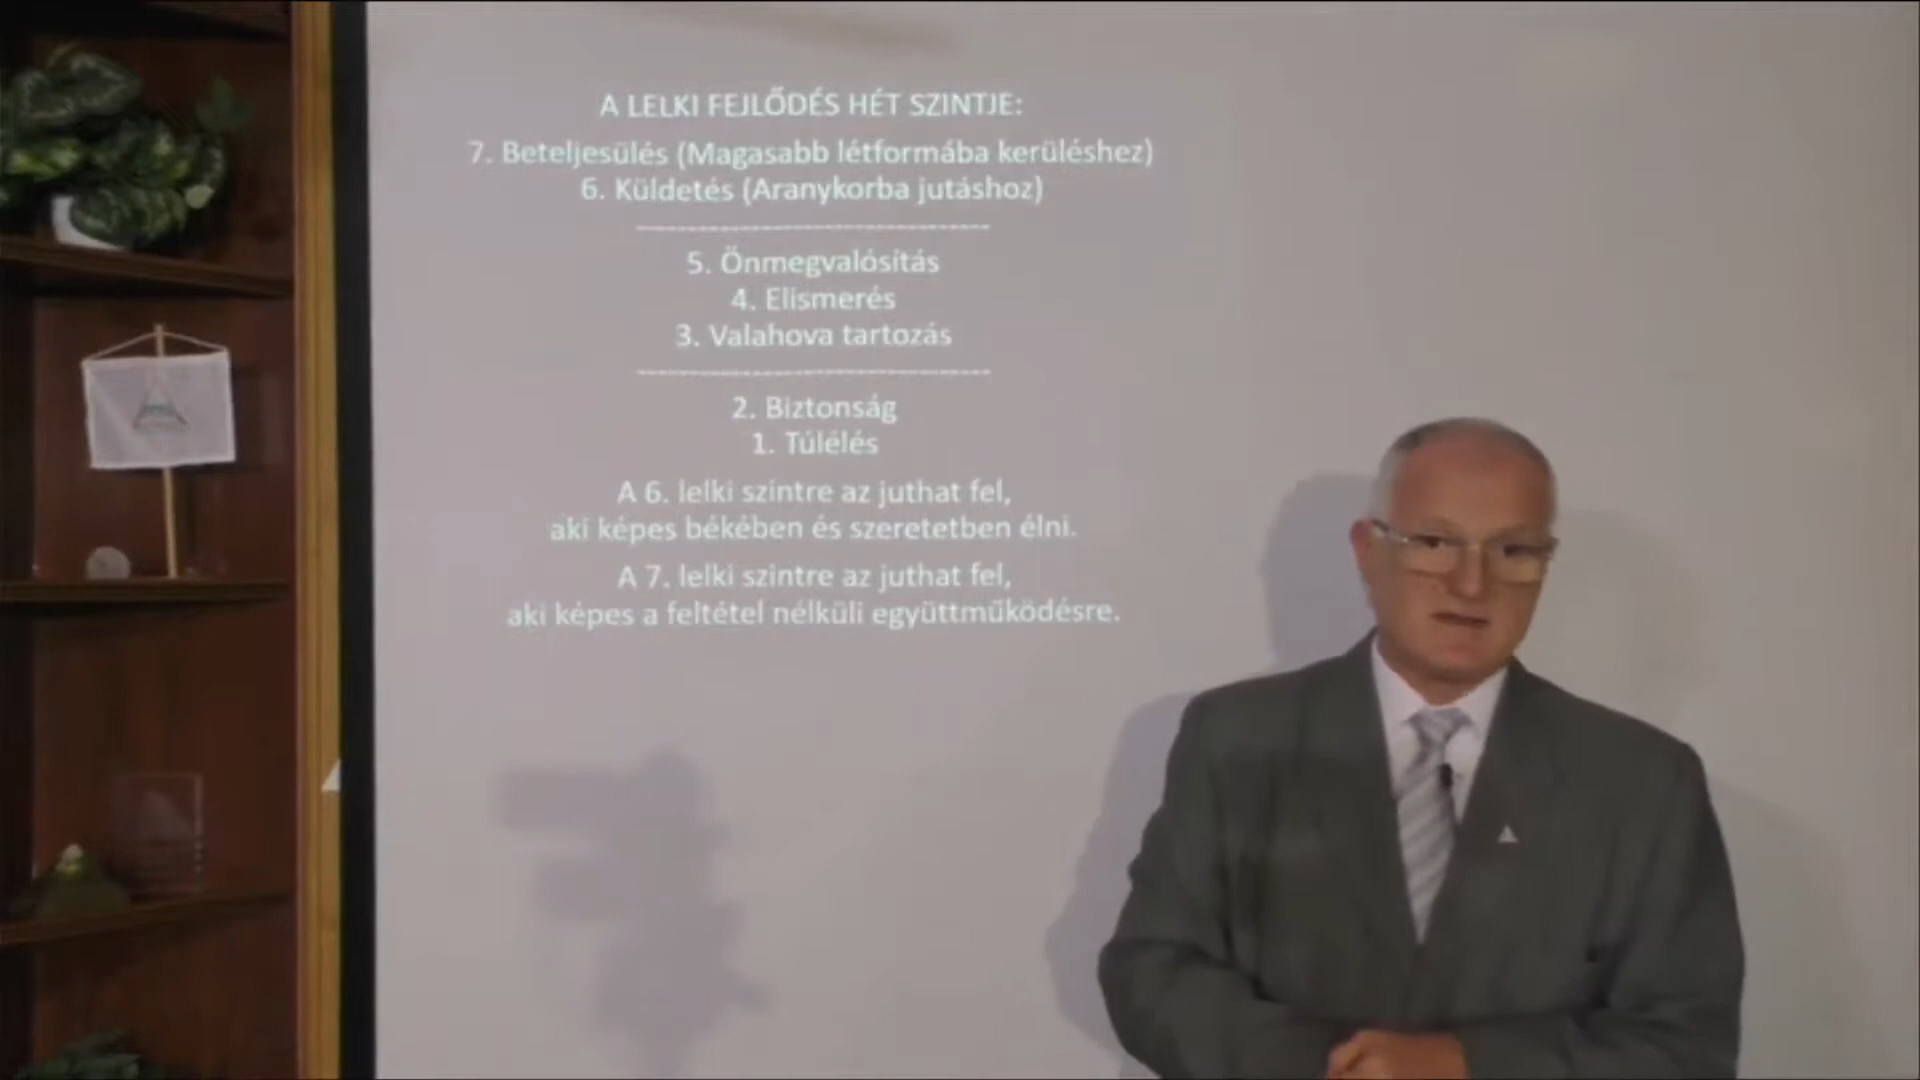 A LELKI FEJLŐDÉS HÉT SZINTJE:
7. Beteljesülés (Magasabb létformába kerüléshez)
6. Küldetés (Aranykorba jutáshoz)
----------------------------------
5. Önmegvalósítás
4. Elismerés
3. Valahova tartozás
----------------------------------
2. Biztonság
1. Túlélés
A 6. lelki szintre az juthat fel,
aki képes békében és szeretetben élni.
A 7. lelki szintre az juthat fel,
aki képes a feltétel nélküli együttműködésre.